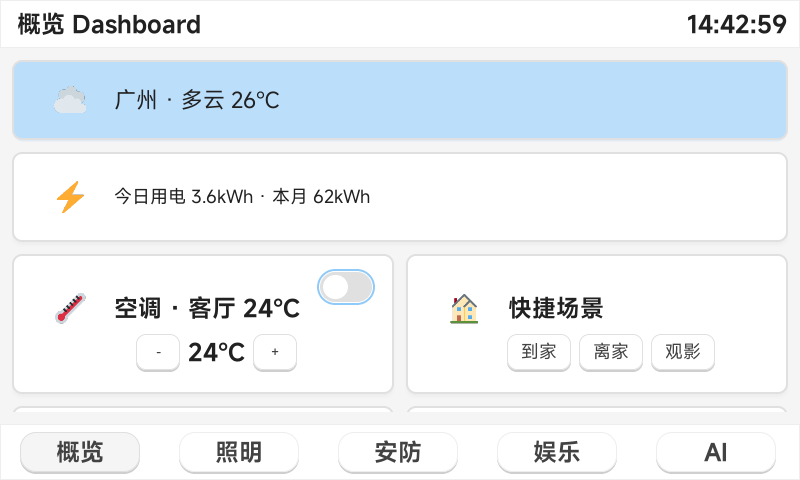 概览 Dashboard
14:42:59
广州 · 多云 26°C
今日用电 3.6kWh · 本月 62kWh
空调 · 客厅 24°C
- 24°C +
快捷场景
到家 离家 观影
概览 照明 安防 娱乐 AI